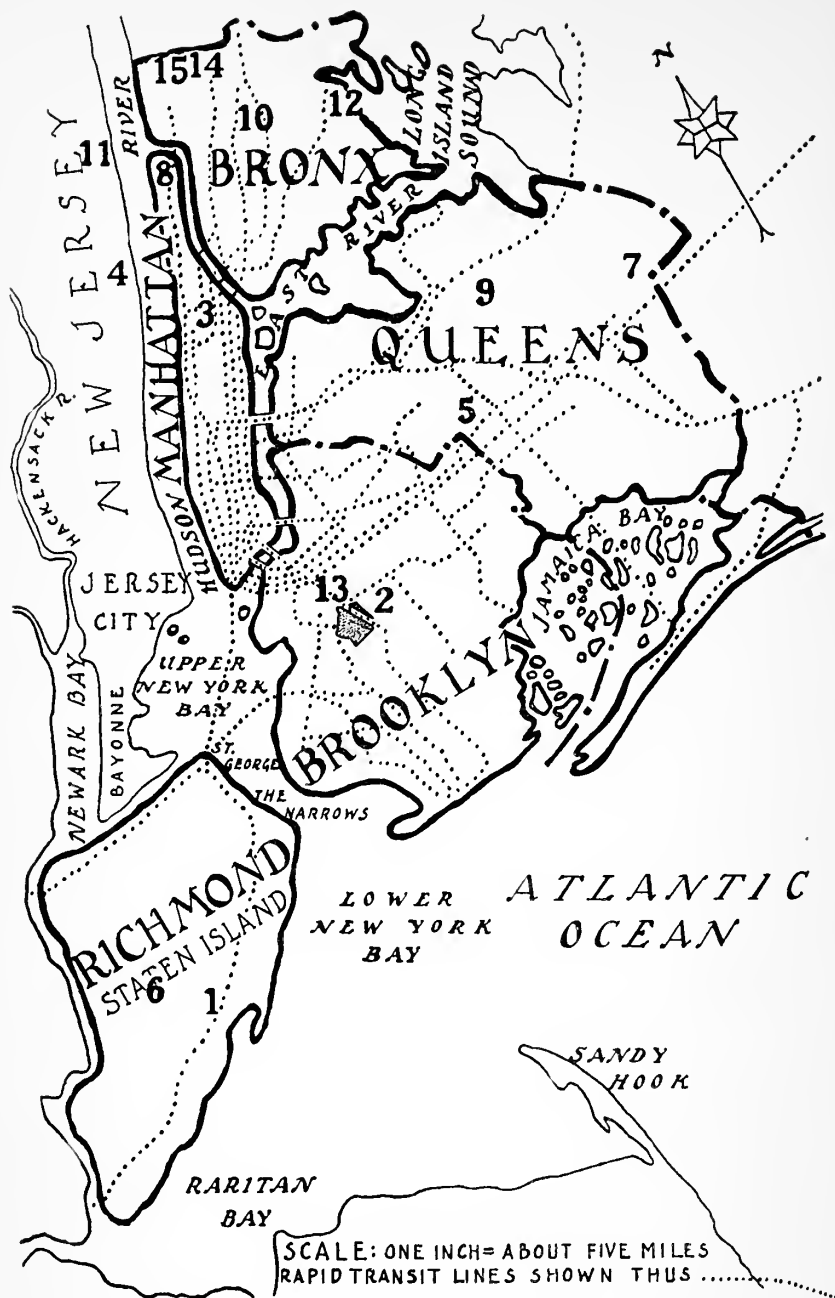 N
15 14
12
LONG
ISLAND
SOUND
10
BRONX
RIVER
11
8
NEW JERSEY
EAST RIVER
4
MANHATTAN
3
7
9
QUEENS
HACKENSACK R.
5
HUDSON
JAMAICA BAY
JERSEY
CITY
13
2
UPPER
NEW YORK
BAY
BROOKLYN
NEWARK BAY
BAYONNE
ST.
GEORGE
THE
NARROWS
RICHMOND
STATEN ISLAND
LOWER
NEW YORK
BAY
ATLANTIC
OCEAN
6
1
SANDY
HOOK
RARITAN
BAY
SCALE: ONE INCH = ABOUT FIVE MILES
RAPID TRANSIT LINES SHOWN THUS ..............